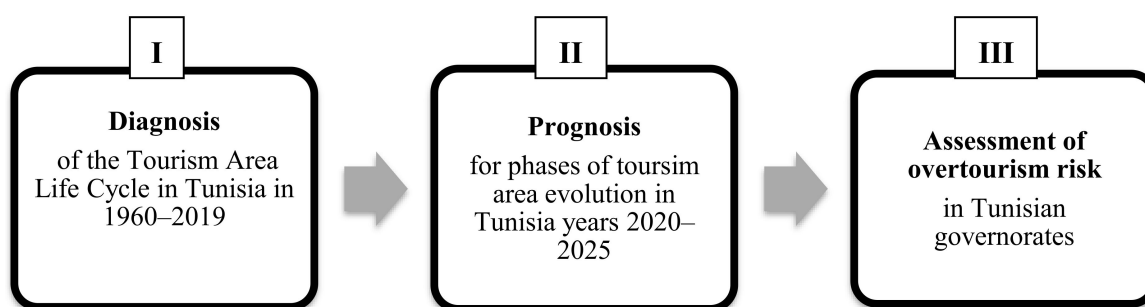 I
Diagnosis
of the Tourism Area
Life Cycle in Tunisia in
1960–2019
II
Prognosis
for phases of toursim
area evolution in
Tunisia years 2020–
2025
III
Assessment of
overtourism risk
in Tunisian
governorates